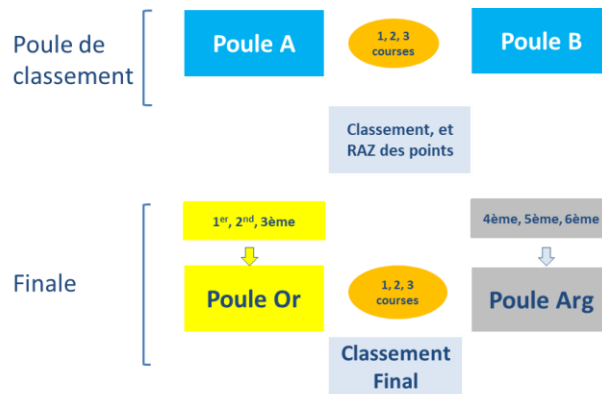 Poule de
classement
Poule A
1, 2, 3
courses
Poule B
Classement, et
RAZ des points
1er, 2nd, 3ème
4ème, 5ème, 6ème
Finale
Poule Or
1, 2, 3
courses
Poule Arg
Classement
Final